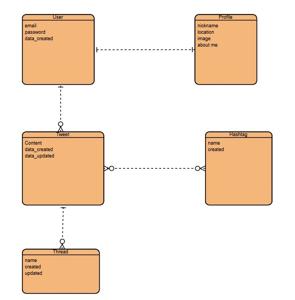 User
email
password
data_created
Profile
nickname
location
image
about me
Tweet
Content
data_created
data_updated
Hashtag
name
created
Thread
name
created
updated